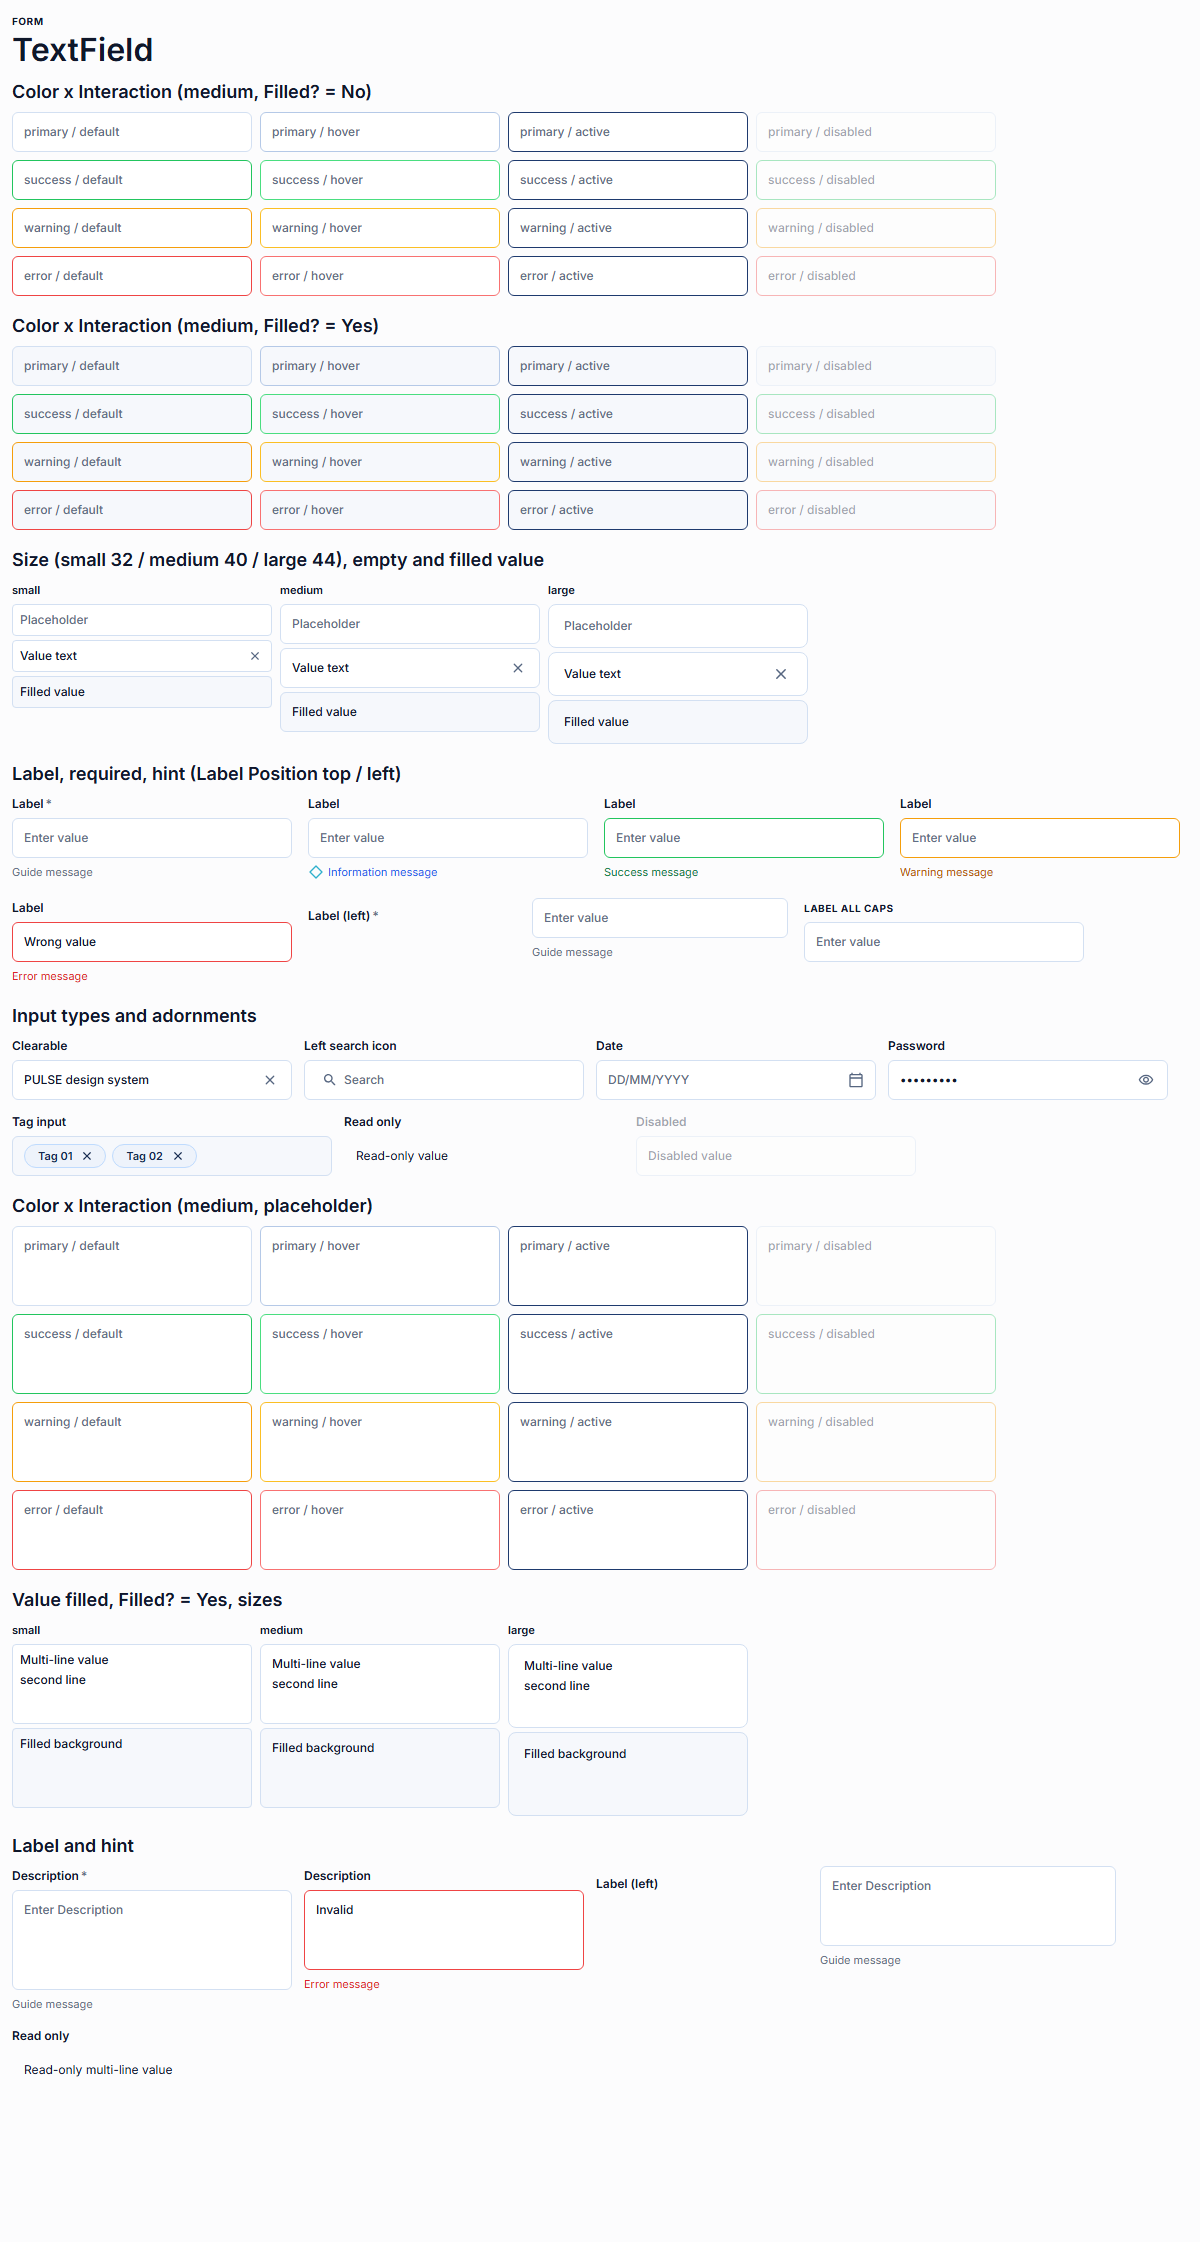 FORM
TextField
Color x Interaction (medium, Filled? = No)
primary / default
primary / hover
primary / active
primary / disabled
success / default
success / hover
success / active
success / disabled
warning / default
warning / hover
warning / active
warning / disabled
error / default
error / hover
error / active
error / disabled
Color x Interaction (medium, Filled? = Yes)
primary / default
primary / hover
primary / active
primary / disabled
success / default
success / hover
success / active
success / disabled
warning / default
warning / hover
warning / active
warning / disabled
error / default
error / hover
error / active
error / disabled
Size (small 32 / medium 40 / large 44), empty and filled value
small
Placeholder
Value text
Filled value
medium
Placeholder
Value text
Filled value
large
Placeholder
Value text
Filled value
Label, required, hint (Label Position top / left)
Label *
Enter value
Guide message
Label
Enter value
Information message
Label
Enter value
Success message
Label
Enter value
Warning message
Label
Wrong value
Error message
Label (left) *
Enter value
Guide message
LABEL ALL CAPS
Enter value
Input types and adornments
Clearable
PULSE design system
Left search icon
Search
Date
DD/MM/YYYY
Password
•••••••••
Tag input
Tag 01
Tag 02
Read only
Read-only value
Disabled
Disabled value
Color x Interaction (medium, placeholder)
primary / default
primary / hover
primary / active
primary / disabled
success / default
success / hover
success / active
success / disabled
warning / default
warning / hover
warning / active
warning / disabled
error / default
error / hover
error / active
error / disabled
Value filled, Filled? = Yes, sizes
small
Multi-line value
second line
Filled background
medium
Multi-line value
second line
Filled background
large
Multi-line value
second line
Filled background
Label and hint
Description *
Enter Description
Guide message
Description
Invalid
Error message
Label (left)
Enter Description
Guide message
Read only
Read-only multi-line value